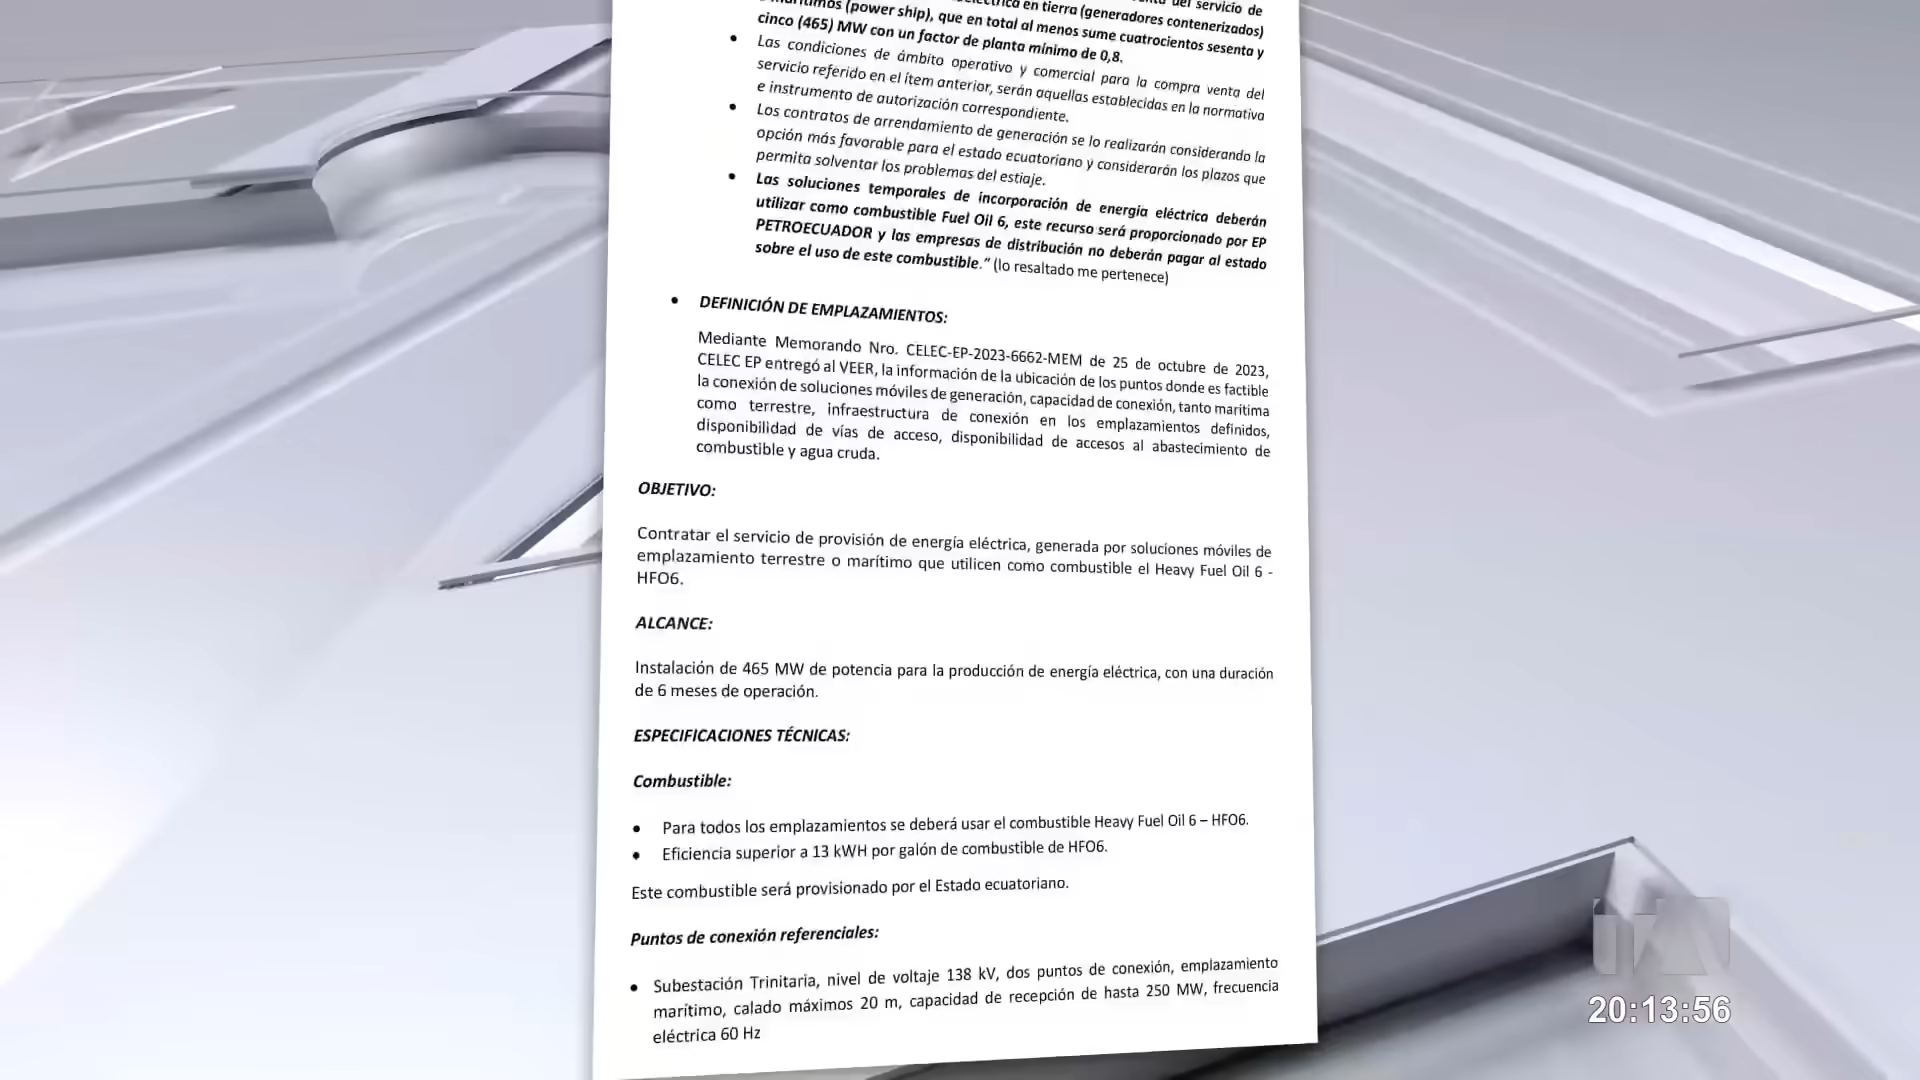 del servicio de
en tierra (generadores contenerizados)
(power ship), que en total al menos sume cuatrocientos sesenta y
cinco (465) MW con un factor de planta mínimo de 0,8.
• Las condiciones de ámbito operativo y comercial para la compra venta del
servicio referido en el ítem anterior, serán aquellas establecidas en la normativa
e instrumento de autorización correspondiente.
• Los contratos de arrendamiento de generación se lo realizarán considerando la
opción más favorable para el estado ecuatoriano y considerarán los plazos que
permita solventar los problemas del estiaje.
• Las soluciones temporales de incorporación de energía eléctrica deberán
utilizar como combustible Fuel Oil 6, este recurso será proporcionado por EP
PETROECUADOR y las empresas de distribución no deberán pagar al estado
sobre el uso de este combustible.” (lo resaltado me pertenece)
• DEFINICIÓN DE EMPLAZAMIENTOS:
Mediante Memorando Nro. CELEC-EP-2023-6662-MEM de 25 de octubre de 2023,
CELEC EP entregó al VEER, la información de la ubicación de los puntos donde es factible
la conexión de soluciones móviles de generación, capacidad de conexión, tanto marítima
como terrestre, infraestructura de conexión en los emplazamientos definidos,
disponibilidad de vías de acceso, disponibilidad de accesos al abastecimiento de
combustible y agua cruda.
OBJETIVO:
Contratar el servicio de provisión de energía eléctrica, generada por soluciones móviles de
emplazamiento terrestre o marítimo que utilicen como combustible el Heavy Fuel Oil 6 -
HFO6.
ALCANCE:
Instalación de 465 MW de potencia para la producción de energía eléctrica, con una duración
de 6 meses de operación.
ESPECIFICACIONES TÉCNICAS:
Combustible:
• Para todos los emplazamientos se deberá usar el combustible Heavy Fuel Oil 6 – HFO6.
• Eficiencia superior a 13 kWH por galón de combustible de HFO6.
Este combustible será provisionado por el Estado ecuatoriano.
Puntos de conexión referenciales:
• Subestación Trinitaria, nivel de voltaje 138 kV, dos puntos de conexión, emplazamiento
marítimo, calado máximos 20 m, capacidad de recepción de hasta 250 MW, frecuencia
eléctrica 60 Hz
20:13:56